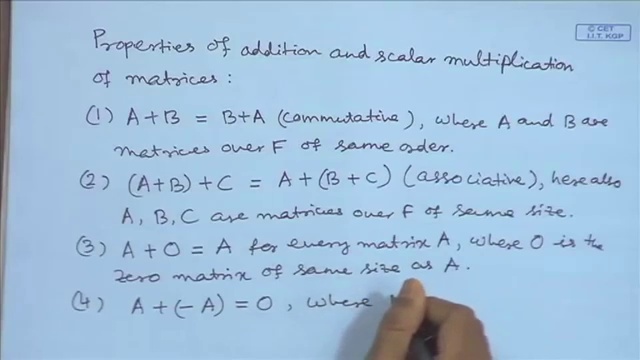 © CET
I.I.T. KGP
Properties of addition and scalar multiplication
of matrices :
(1) A+B = B+A (commutative), where A and B are
matrices over F of same order.
(2) (A+B)+C = A+(B+C) (associative), here also
A, B, C are matrices over F of same size.
(3) A+O = A for every matrix A, where O is the
zero matrix of same size as A.
(4) A+(-A) = O, where